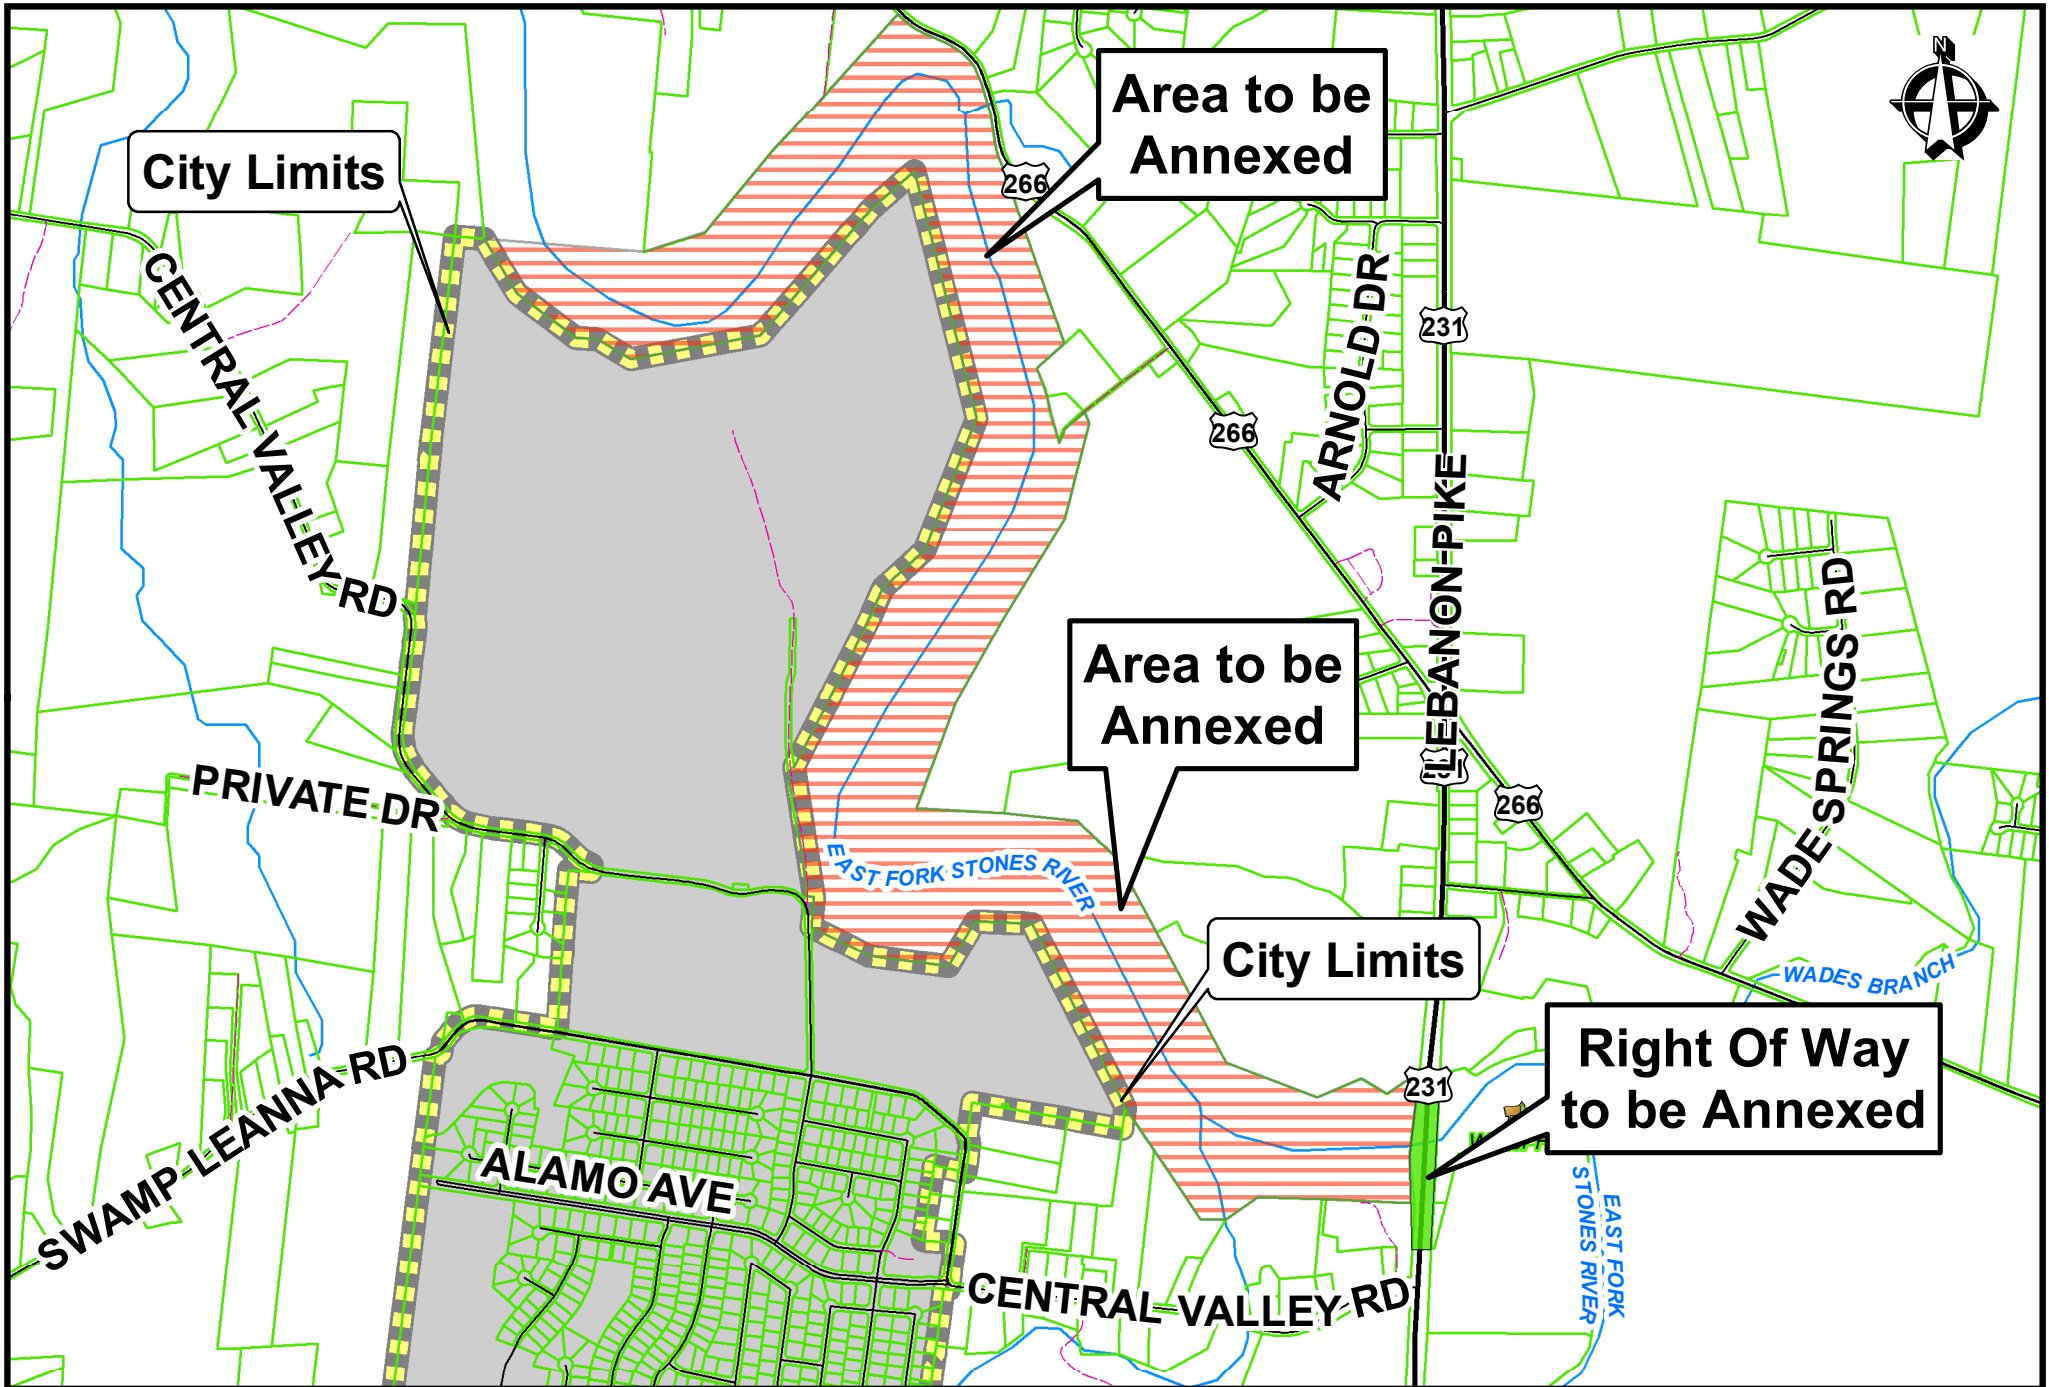 N
Area to be
Annexed
City Limits
266
CENTRAL VALLEY RD
ARNOLD DR
231
266
LEBANON PIKE
WADE SPRINGS RD
Area to be
Annexed
PRIVATE DR
266
EAST FORK STONES RIVER
City Limits
WADES BRANCH
Right Of Way
to be Annexed
SWAMP LEANNA RD
231
ALAMO AVE
EAST FORK
STONES RIVER
CENTRAL VALLEY RD